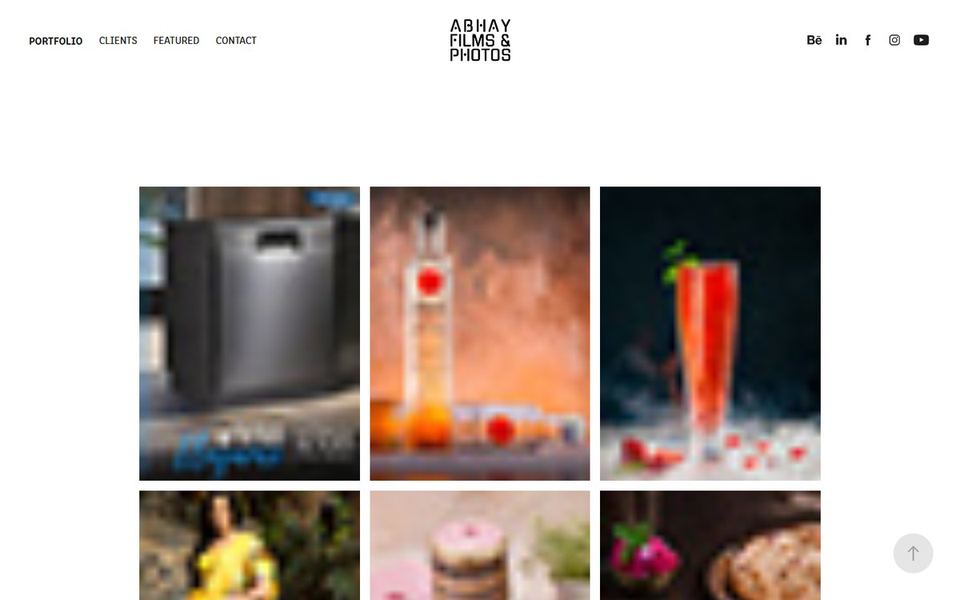 PORTFOLIO CLIENTS FEATURED CONTACT
ABHAY
FILMS &
PHOTOS
Bē in f